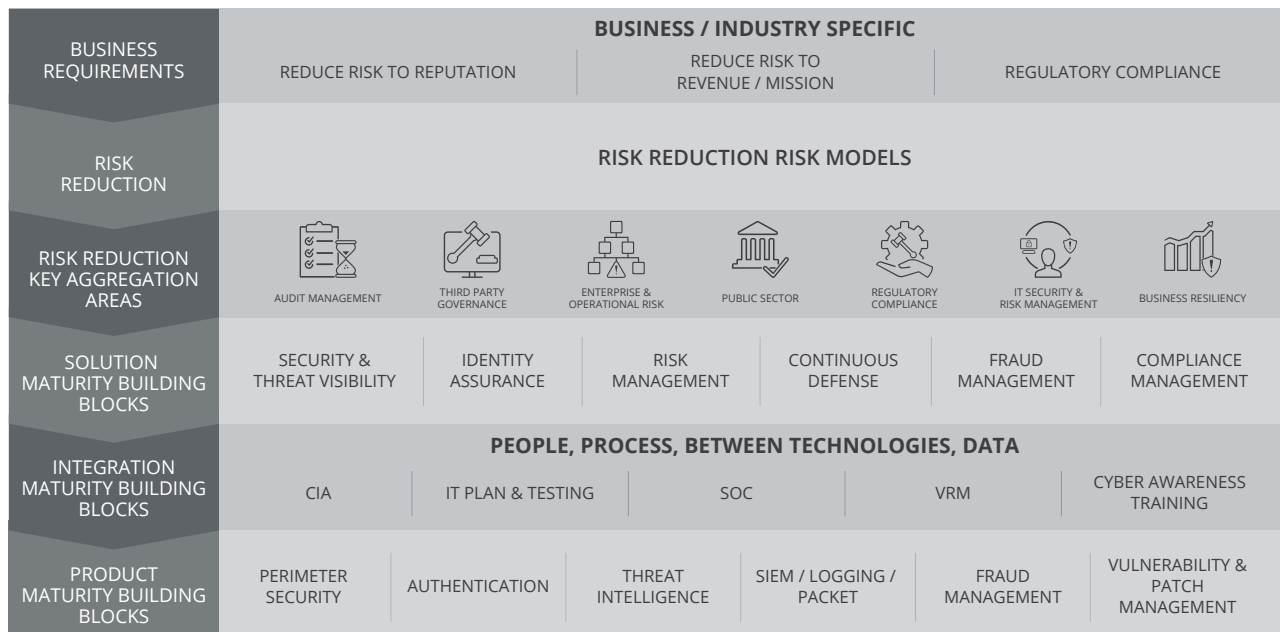 BUSINESS
REQUIREMENTS
BUSINESS / INDUSTRY SPECIFIC
REDUCE RISK TO REPUTATION
REDUCE RISK TO
REVENUE / MISSION
REGULATORY COMPLIANCE
RISK
REDUCTION
RISK REDUCTION RISK MODELS
RISK REDUCTION
KEY AGGREGATION
AREAS
AUDIT MANAGEMENT
THIRD PARTY
GOVERNANCE
ENTERPRISE &
OPERATIONAL RISK
PUBLIC SECTOR
REGULATORY
COMPLIANCE
IT SECURITY &
RISK MANAGEMENT
BUSINESS RESILIENCY
SOLUTION
MATURITY BUILDING
BLOCKS
SECURITY &
THREAT VISIBILITY
IDENTITY
ASSURANCE
RISK
MANAGEMENT
CONTINUOUS
DEFENSE
FRAUD
MANAGEMENT
COMPLIANCE
MANAGEMENT
INTEGRATION
MATURITY BUILDING
BLOCKS
PEOPLE, PROCESS, BETWEEN TECHNOLOGIES, DATA
CIA
IT PLAN & TESTING
SOC
VRM
CYBER AWARENESS
TRAINING
PRODUCT
MATURITY BUILDING
BLOCKS
PERIMETER
SECURITY
AUTHENTICATION
THREAT
INTELLIGENCE
SIEM / LOGGING /
PACKET
FRAUD
MANAGEMENT
VULNERABILITY &
PATCH
MANAGEMENT